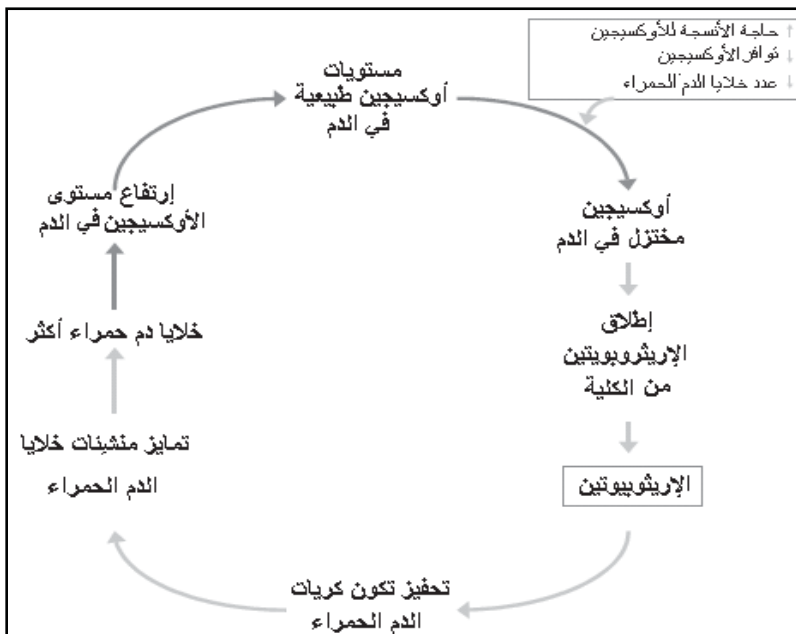 ↑ حاجة الأنسجة للأوكسيجين
↓ توافر الأوكسيجين
↓ عدد خلايا الدم الحمراء
مستويات
أوكسيجين طبيعية
في الدم
أوكسيجين
مختزل في الدم
إطلاق
الإريثروبويتين
من الكلية
الإريثوبيوتين
تحفيز تكون كريات
الدم الحمراء
تمايز منشئات خلايا
الدم الحمراء
خلايا دم حمراء أكثر
إرتفاع مستوى
الأوكسيجين في الدم